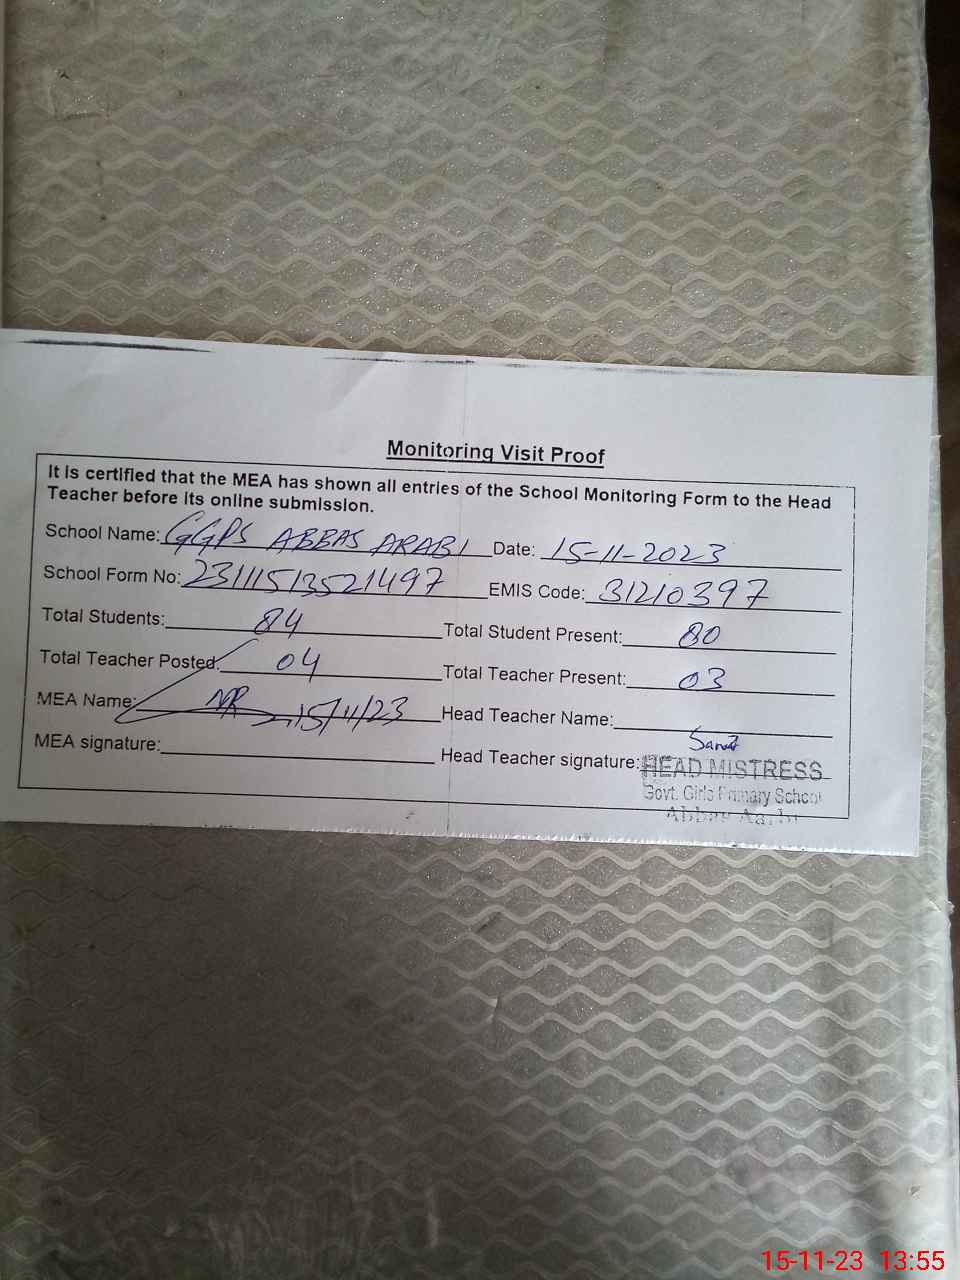 Monitoring Visit Proof
It is certified that the MEA has shown all entries of the School Monitoring Form to the Head
Teacher before its online submission.
School Name: GGPS ABBAS ARABI Date: 15-11-2023
School Form No: 23111513521497 EMIS Code: 31210397
Total Students: 84 Total Student Present: 80
Total Teacher Posted: 04 Total Teacher Present: 03
MEA Name: 15/11/23 Head Teacher Name:
MEA signature: Head Teacher signature:
HEAD MISTRESS
Govt. Girls Primary School
Abbas Aarbi
15-11-23 13:55